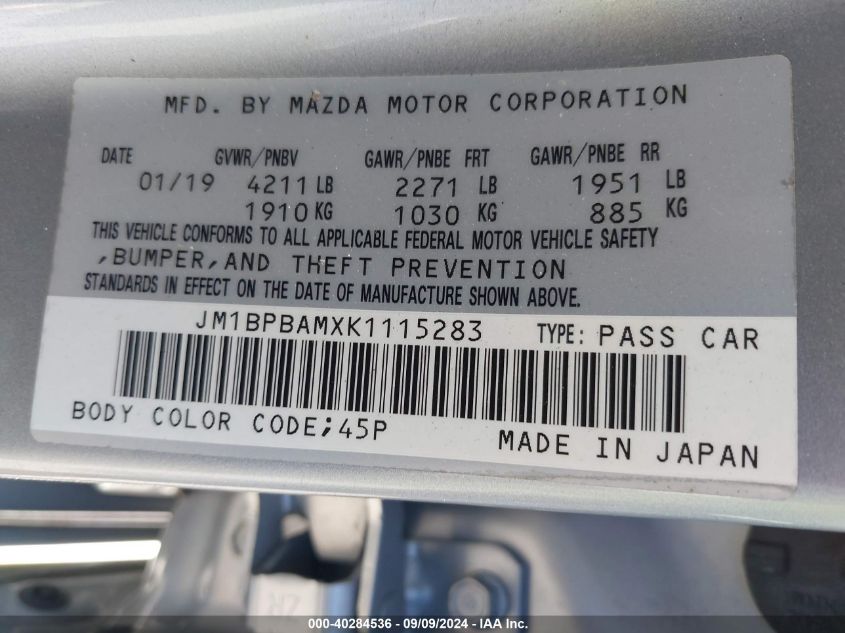 MFD. BY MAZDA MOTOR CORPORATION
DATE GVWR/PNBV GAWR/PNBE FRT GAWR/PNBE RR
01/19 4211 LB 2271 LB 1951 LB
1910 KG 1030 KG 885 KG
THIS VEHICLE CONFORMS TO ALL APPLICABLE FEDERAL MOTOR VEHICLE SAFETY
,BUMPER,AND THEFT PREVENTION
STANDARDS IN EFFECT ON THE DATE OF MANUFACTURE SHOWN ABOVE.
JM1BPBAMXK1115283 TYPE: PASS CAR
BODY COLOR CODE;45P MADE IN JAPAN
ZR
000-40284536 - 09/09/2024 - IAA Inc.